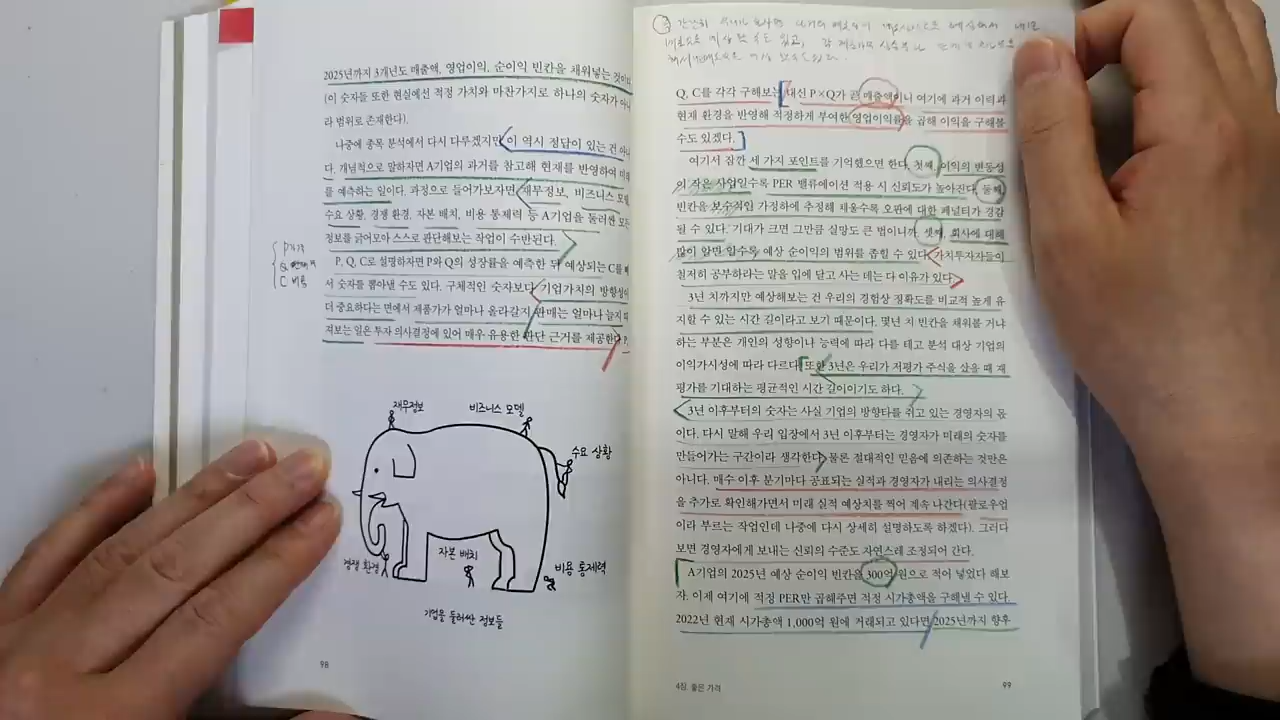 2025년까지 3개년도 매출액, 영업이익, 순이익 빈칸을 채워넣는 것이
(이 숫자들 또한 현실에선 적정 가치와 마찬가지로 하나의 숫자가 아니
라 범위로 존재한다).
나중에 종목 분석에서 다시 다루겠지만 이 역시 정답이 있는 건 아니
다. 개념적으로 말하자면 A기업의 과거를 참고해 현재를 반영하여 미래
를 예측하는 일이다. 과정으로 들어가보자면 재무정보, 비즈니스 모델,
수요 상황, 경쟁 환경, 자본 배치, 비용 통제력 등 A기업을 둘러싼 모든
정보를 긁어모아 스스로 판단해보는 작업이 수반된다.
P, Q, C로 설명하자면 P와 Q의 성장률을 예측한 뒤 예상되는 C를 빼
서 숫자를 뽑아낼 수도 있다. 구체적인 숫자보다 기업가치의 방향성이
더 중요하다는 면에서 제품가가 얼마나 올라갈지 판매는 얼마나 늘지 따
져보는 일은 투자 의사결정에 있어 매우 유용한 판단 근거를 제공한다. P,
P 가격
Q
C 비용
재무정보
비즈니스 모델
수요 상황
경쟁 환경
자본 배치
비용 통제력
기업을 둘러싼 정보들
98
Q, C를 각각 구해보는 대신 P×Q가 곧 매출액이니 여기에 과거 이력과
현재 환경을 반영해 적정하게 부여한 영업이익률을 곱해 이익을 구해볼
수도 있겠다.
여기서 잠깐 세 가지 포인트를 기억했으면 한다. 첫째, 이익의 변동성
이 작은 사업일수록 PER 밸류에이션 적용 시 신뢰도가 높아진다. 둘째,
빈칸을 보수적인 가정하에 추정해 채울수록 오판에 대한 페널티가 경감
될 수 있다. 기대가 크면 그만큼 실망도 큰 법이니까. 셋째, 회사에 대해
많이 알면 알수록 예상 순이익의 범위를 좁힐 수 있다. 가치투자자들이
철저히 공부하라는 말을 입에 달고 사는 데는 다 이유가 있다.
3년 치까지만 예상해보는 건 우리의 경험상 정확도를 비교적 높게 유
지할 수 있는 시간 길이라고 보기 때문이다. 몇년 치 빈칸을 채워볼 거냐
하는 부분은 개인의 성향이나 능력에 따라 다를 테고 분석 대상 기업의
이익가시성에 따라 다르다. 또한 3년은 우리가 저평가 주식을 샀을 때 재
평가를 기대하는 평균적인 시간 길이이기도 하다.
3년 이후부터의 숫자는 사실 기업의 방향타를 쥐고 있는 경영자의 몫
이다. 다시 말해 우리 입장에서 3년 이후부터는 경영자가 미래의 숫자를
만들어가는 구간이라 생각한다. 물론 절대적인 믿음에 의존하는 것만은
아니다. 매수 이후 분기마다 공표되는 실적과 경영자가 내리는 의사결정
을 추가로 확인해가면서 미래 실적 예상치를 찍어 계속 나간다(팔로우업
이라 부르는 작업인데 나중에 다시 상세히 설명하도록 하겠다). 그러다
보면 경영자에게 보내는 신뢰의 수준도 자연스레 조정되어 간다.
A기업의 2025년 예상 순이익 빈칸을 300억 원으로 적어 넣었다 해보
자. 이제 여기에 적정 PER만 곱해주면 적정 시가총액을 구해낼 수 있다.
2022년 현재 시가총액 1,000억 원에 거래되고 있다면 2025년까지 향후
4장. 좋은 가격
99